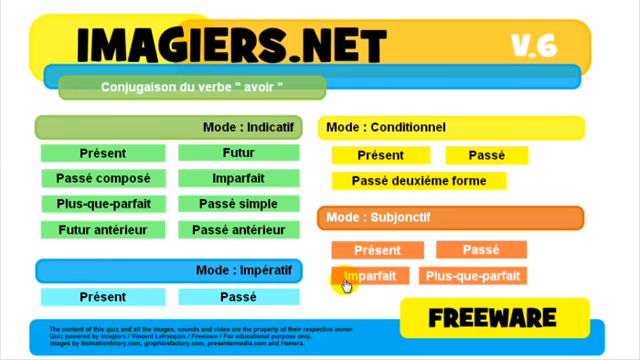 IMAGIERS.NET
V.6
Conjugaison du verbe " avoir "
Mode : Indicatif
Présent
Futur
Passé composé
Imparfait
Plus-que-parfait
Passé simple
Futur antérieur
Passé antérieur
Mode : Impératif
Présent
Passé
Mode : Conditionnel
Présent
Passé
Passé deuxième forme
Mode : Subjonctif
Présent
Passé
Imparfait
Plus-que-parfait
FREEWARE
The content of this quiz and all the images, sounds and video are the property of their respective owner.
Quiz powered by Imagiers / Vincent Lefrançois / Freeware / For educational purpose only.
Images by Animationfctory.com, graphicsfactory.com, presentermedia.com and Hemera.